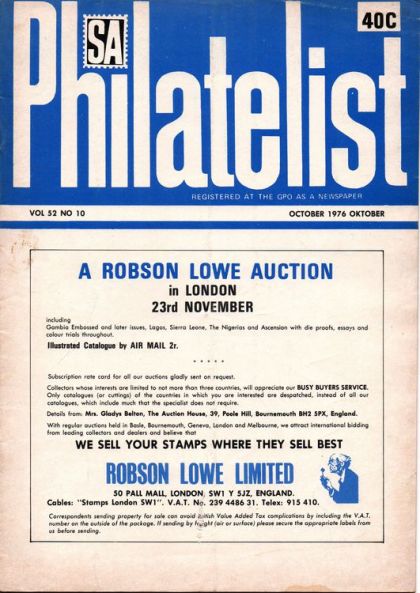 40C
SA
Philatelist
REGISTERED AT THE GPO AS A NEWSPAPER
VOL 52 NO 10 OCTOBER 1976 OKTOBER
A ROBSON LOWE AUCTION
in LONDON
23rd NOVEMBER
including
Gambia Embossed and later issues, Lagos, Sierra Leone, The Nigerias and Ascension with die proofs, essays and
colour trials throughout.
Illustrated Catalogue by AIR MAIL 2r.
. . . . .
Subscription rate card for all our auctions gladly sent on request.
Collectors whose interests are limited to not more than three countries, will appreciate our BUSY BUYERS SERVICE.
Only catalogues (or cuttings) of the countries in which you are interested are despatched, instead of all our
catalogues, which include much that the specialist does not require.
Details from: Mrs. Gladys Belton, The Auction House, 39, Poole Hill, Bournemouth BH2 5PX, England.
With regular auctions held in Basle, Bournemouth, Geneva, London and Melbourne, we attract international bidding
from leading collectors and dealers and believe that
WE SELL YOUR STAMPS WHERE THEY SELL BEST
ROBSON LOWE LIMITED
50 PALL MALL, LONDON, SW1 Y 5JZ, ENGLAND.
Cables: "Stamps London SW1". V.A.T. No. 239 4486 31. Telex: 915 410.
Correspondents sending property for sale can avoid British Value Added Tax complications by including the V.A.T.
number on the outside of the package. If sending by freight (air or surface) please secure the appropriate labels from
us before sending.